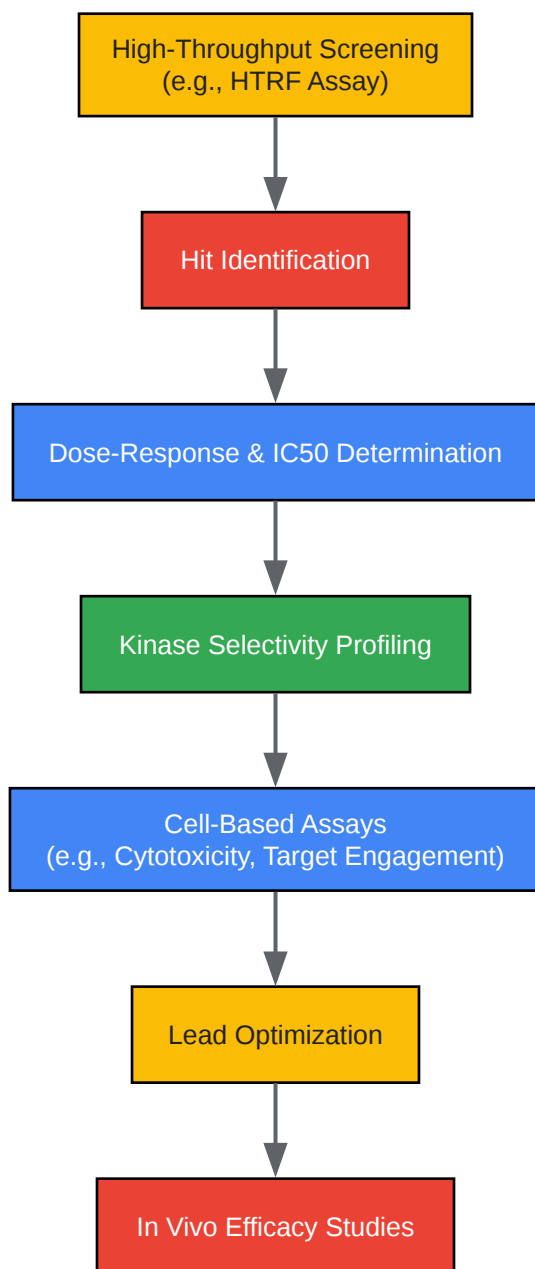 High-Throughput Screening
(e.g., HTRF Assay)
Hit Identification
Dose-Response & IC50 Determination
Kinase Selectivity Profiling
Cell-Based Assays
(e.g., Cytotoxicity, Target Engagement)
Lead Optimization
In Vivo Efficacy Studies